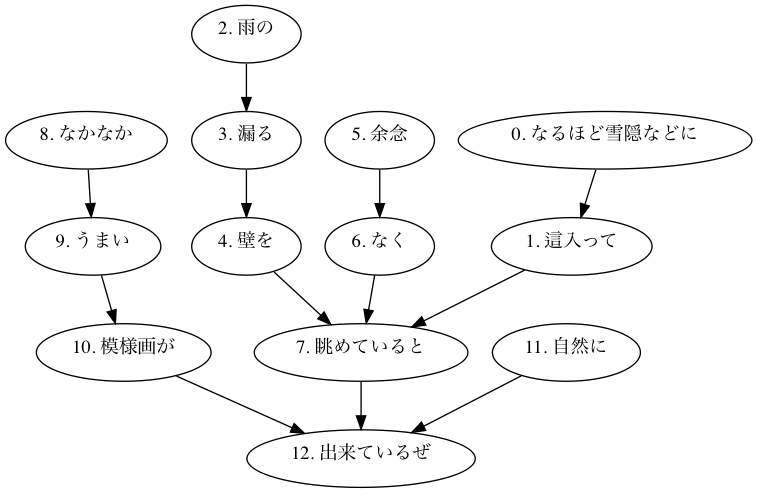 2. 雨の
8. なかなか
3. 漏る
5. 余念
0. なるほど雪隠などに
9. うまい
4. 壁を
6. なく
1. 這入って
10. 模様画が
7. 眺めていると
11. 自然に
12. 出来ているぜ